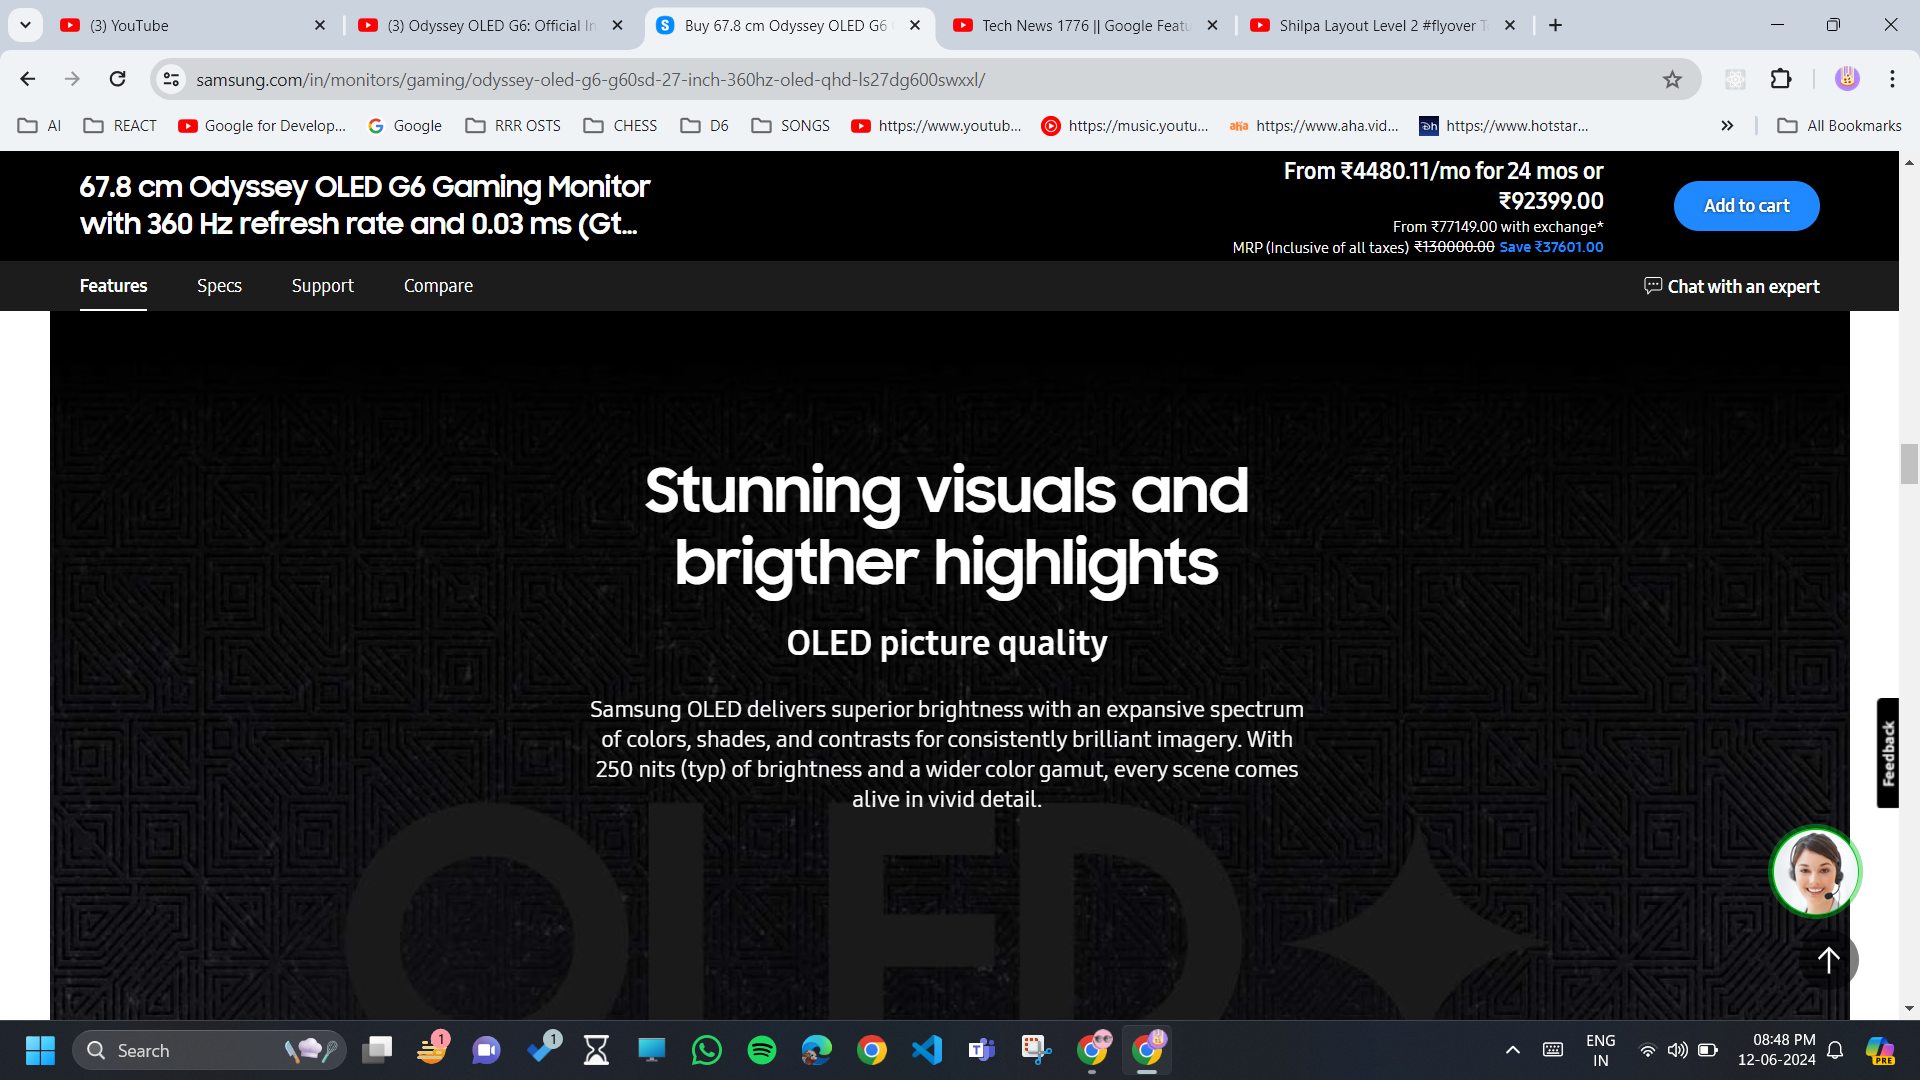 (3) YouTube
(3) Odyssey OLED G6: Official In
Buy 67.8 cm Odyssey OLED G6
Tech News 1776 || Google Featu
Shilpa Layout Level 2 #flyover T
samsung.com/in/monitors/gaming/odyssey-oled-g6-g60sd-27-inch-360hz-oled-qhd-ls27dg600swxxl/
AI
REACT
Google for Develop...
Google
RRR OSTS
CHESS
D6
SONGS
https://www.youtub...
https://music.youtu...
aha
https://www.aha.vid...
Dh
https://www.hotstar...
All Bookmarks
67.8 cm Odyssey OLED G6 Gaming Monitor
with 360 Hz refresh rate and 0.03 ms (Gt...
From ₹4480.11/mo for 24 mos or
₹92399.00
From ₹77149.00 with exchange*
MRP (Inclusive of all taxes) ₹130000.00 Save ₹37601.00
Add to cart
Features
Specs
Support
Compare
Chat with an expert
Stunning visuals and
brigther highlights
OLED picture quality
Samsung OLED delivers superior brightness with an expansive spectrum
of colors, shades, and contrasts for consistently brilliant imagery. With
250 nits (typ) of brightness and a wider color gamut, every scene comes
alive in vivid detail.
OLED
Feedback
Search
1
1
ENG
IN
08:48 PM
12-06-2024
PRE